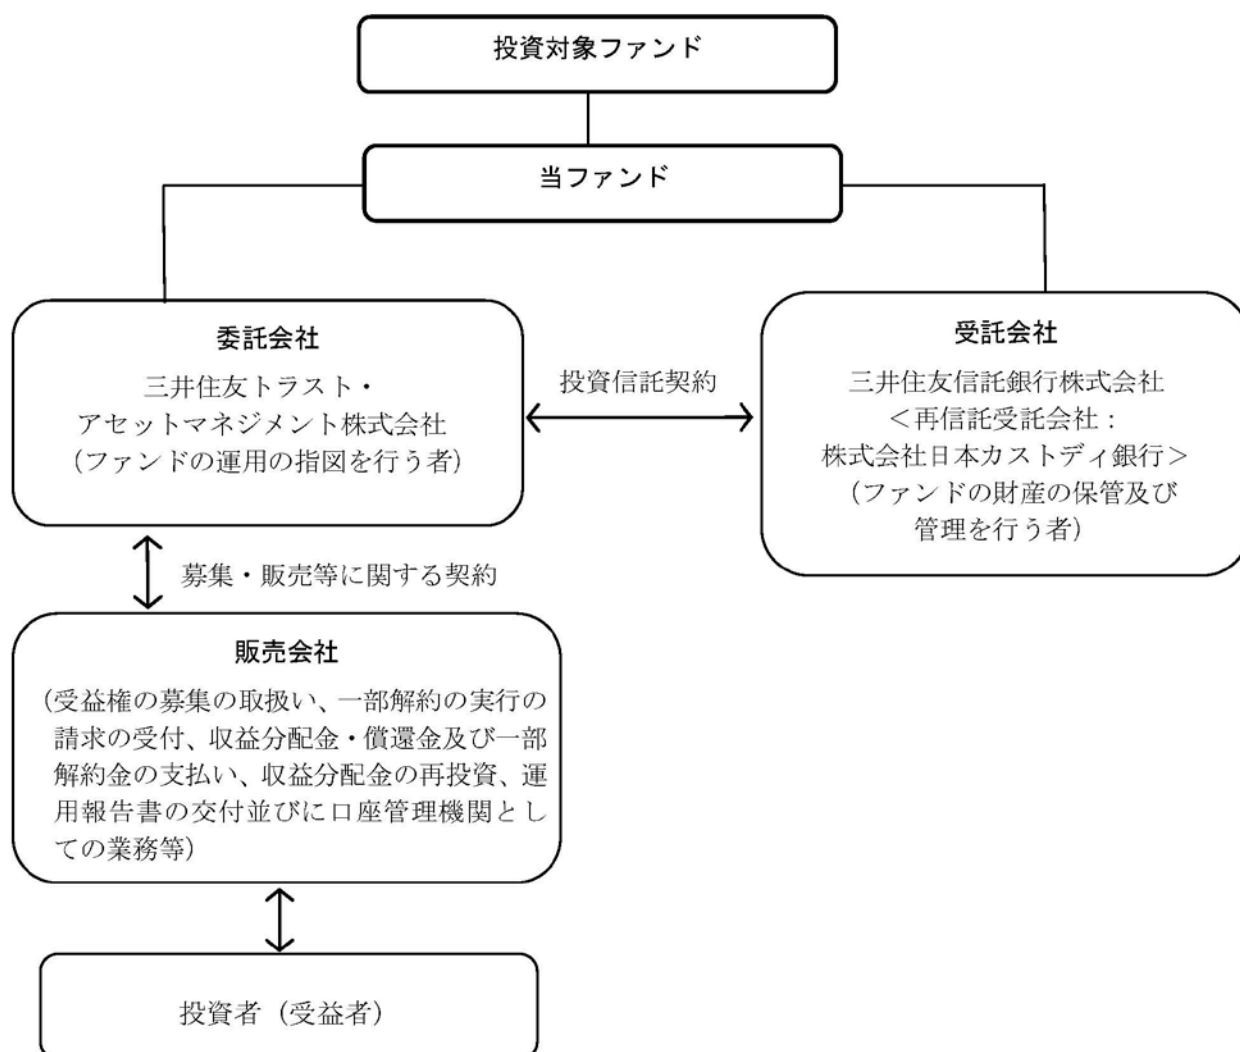 投資対象ファンド
当ファンド
委託会社
三井住友トラスト・
アセットマネジメント株式会社
（ファンドの運用の指図を行う者）
投資信託契約
受託会社
三井住友信託銀行株式会社
＜再信託受託会社：
株式会社日本カストディ銀行＞
（ファンドの財産の保管及び
管理を行う者）
募集・販売等に関する契約
販売会社
（受益権の募集の取扱い、一部解約の実行の
請求の受付、収益分配金・償還金及び一部
解約金の支払い、収益分配金の再投資、運
用報告書の交付並びに口座管理機関とし
ての業務等）
投資者（受益者）